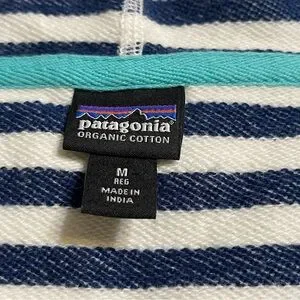 patagonia
ORGANIC COTTON
M
REG
MADE IN
INDIA